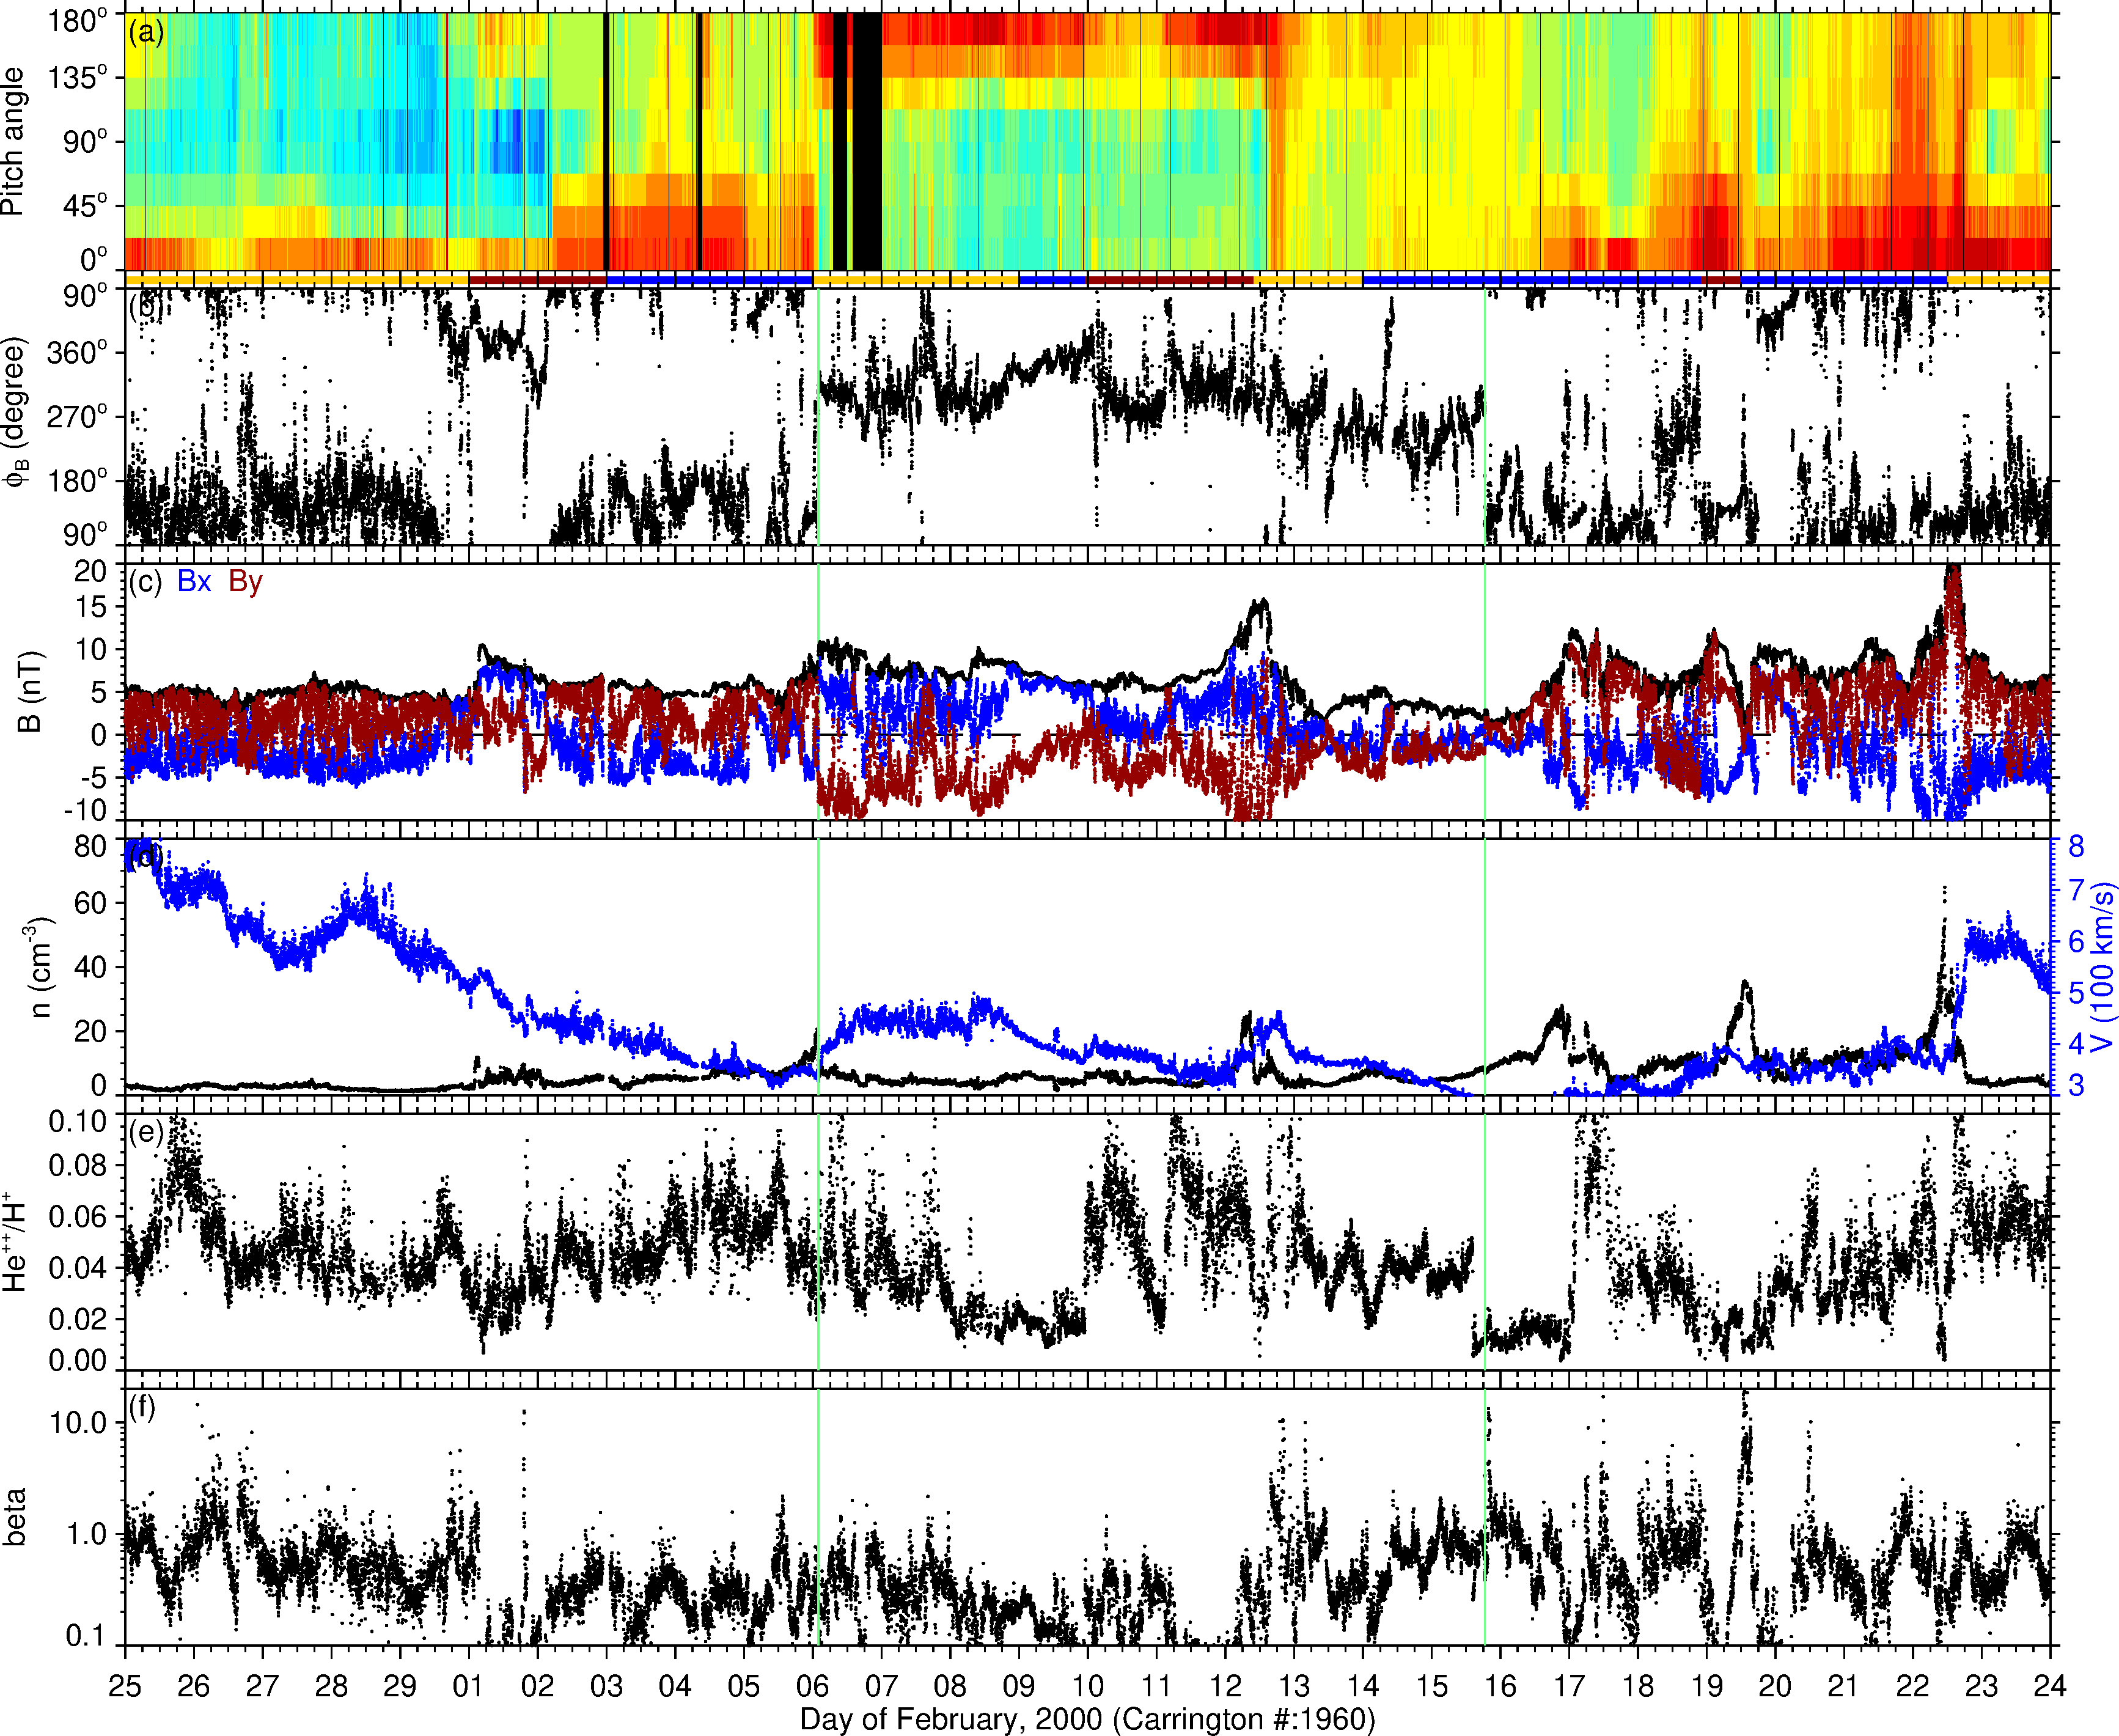 (a)
Pitch angle
180°
135°
90°
45°
0°
(b)
ϕB (degree)
90°
360°
270°
180°
90°
(c) Bx By
B (nT)
20
15
10
5
0
-5
-10
(d)
n (cm-3)
80
60
40
20
0
8
7
6
5
4
3
V (100 km/s)
(e)
He++/H+
0.10
0.08
0.06
0.04
0.02
0.00
(f)
beta
10.0
1.0
0.1
25 26 27 28 29 01 02 03 04 05 06 07 08 09 10 11 12 13 14 15 16 17 18 19 20 21 22 23 24
Day of February, 2000 (Carrington #:1960)